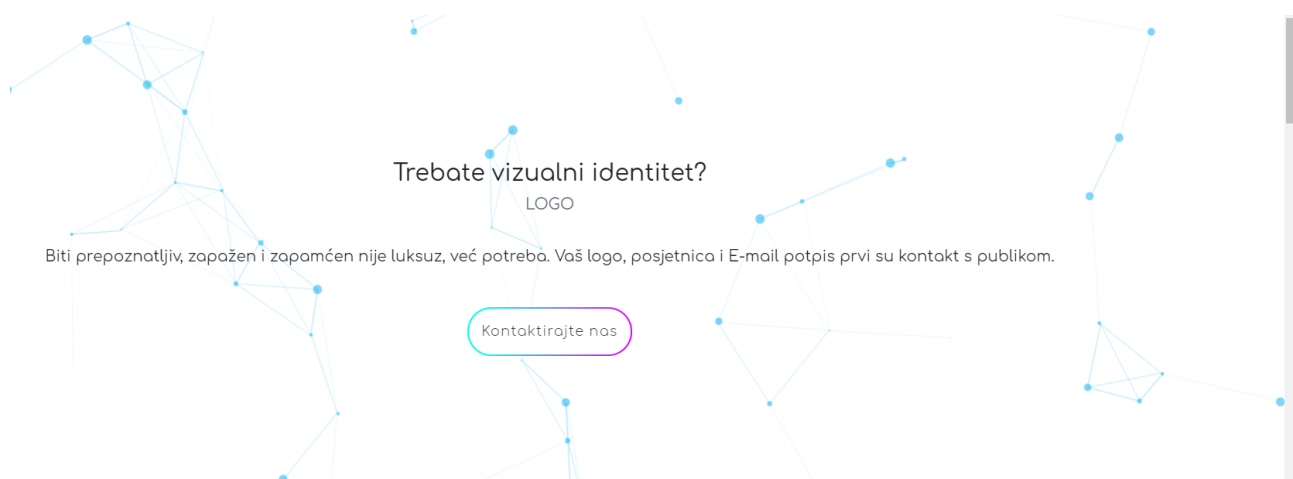 Trebate vizualni identitet?
LOGO
Biti prepoznatljiv, zapažen i zapamćen nije luksuz, već potreba. Vaš logo, posjetnica i E-mail potpis prvi su kontakt s publikom.
Kontaktirajte nas